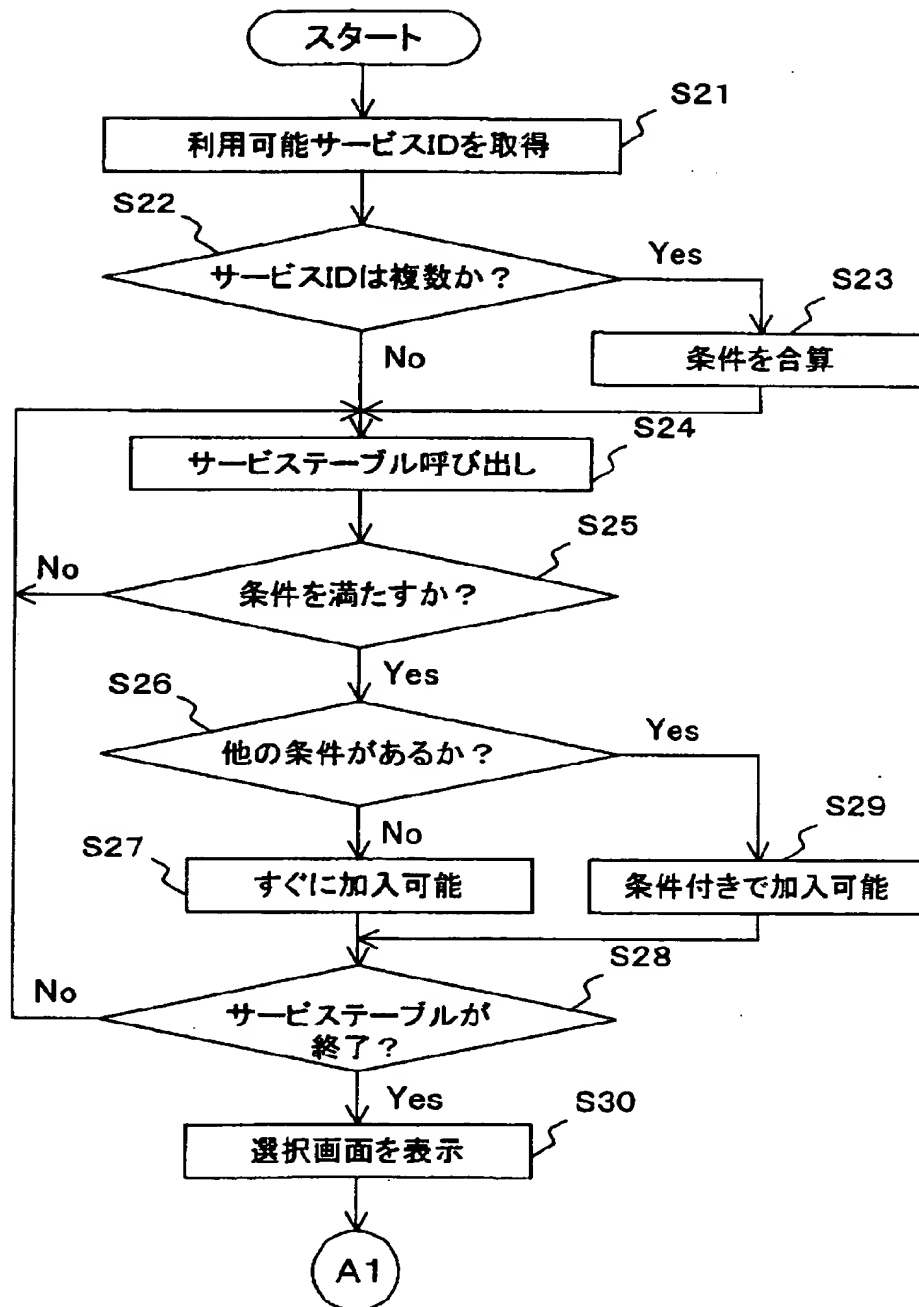 スタート
S21
利用可能サービスIDを取得
S22
サービスIDは複数か？
Yes
S23
条件を合算
No
S24
サービステーブル呼び出し
S25
No
条件を満たすか？
Yes
S26
他の条件があるか？
Yes
No
S27
すぐに加入可能
S29
条件付きで加入可能
S28
No
サービステーブルが
終了？
Yes
S30
選択画面を表示
A1